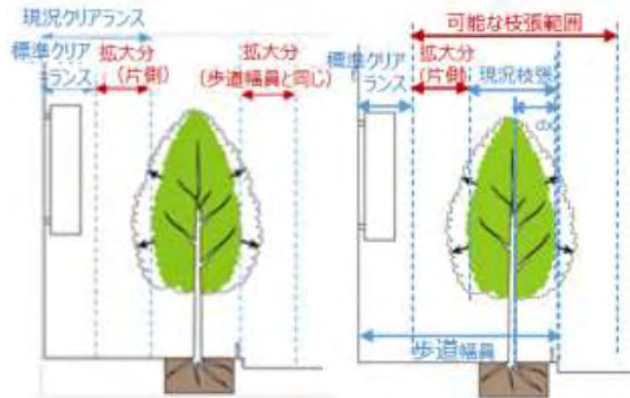 現況クリアランス
標準クリア
ランス
拡大分
(片側)
拡大分
(歩道幅員と同じ)
可能な枝張範囲
標準クリア
ランス
拡大分
(片側)
現況枝張
歩道幅員